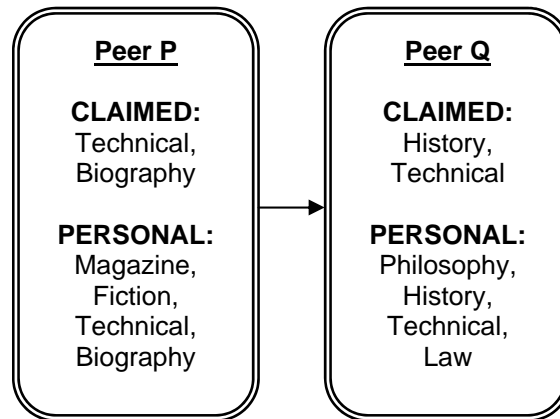 Peer P
CLAIMED:
Technical,
Biography
PERSONAL:
Magazine,
Fiction,
Technical,
Biography
Peer Q
CLAIMED:
History,
Technical
PERSONAL:
Philosophy,
History,
Technical,
Law